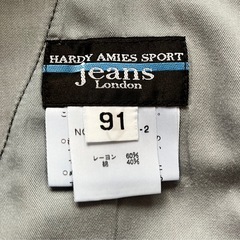 HARDY AMIES SPORT
jeans
London
91
NO -2
レーヨン 60%
綿 40%